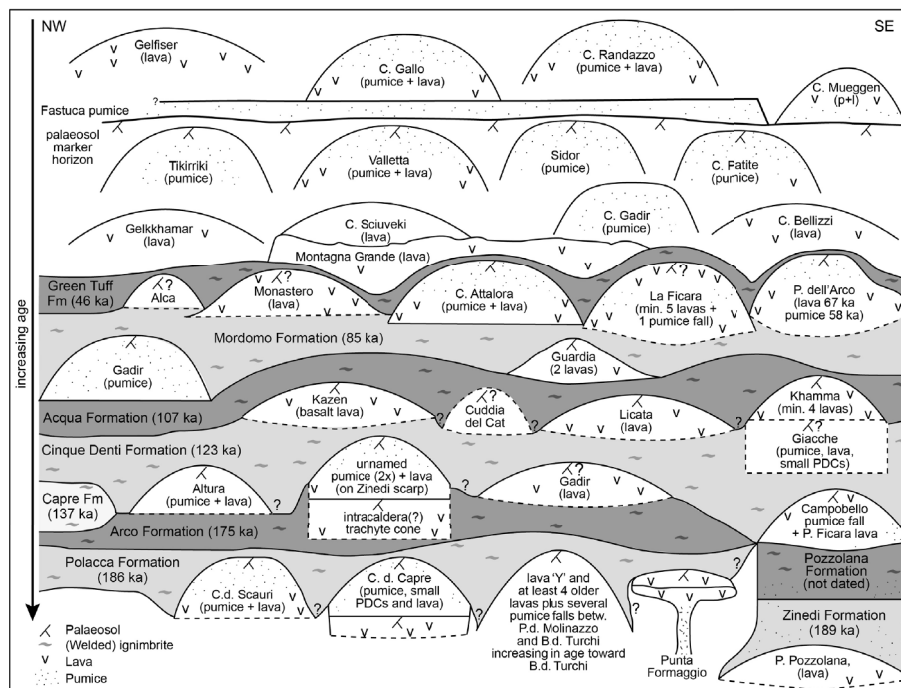 NW
SE
Gelfiser
(lava)
C. Gallo
(pumice + lava)
C. Randazzo
(pumice + lava)
C. Mueggen
(p+l)
Fastuca pumice
?
palaeosol
marker
horizon
Tikirriki
(pumice)
Valletta
(pumice + lava)
Sidor
(pumice)
C. Fatite
(pumice)
Gelkkhamar
(lava)
C. Sciuveki
(lava)
C. Gadir
(pumice)
C. Bellizzi
(lava)
Montagna Grande (lava)
Green Tuff
Fm (46 ka)
?
Alca
?
Monastero
(lava)
C. Attalora
(pumice + lava)
?
La Ficara
(min. 5 lavas +
1 pumice fall)
P. dell'Arco
(lava 67 ka
pumice 58 ka)
increasing age
Mordomo Formation (85 ka)
Gadir
(pumice)
Guardia
(2 lavas)
Acqua Formation (107 ka)
Kazen
(basalt lava)
?
?
Cuddia
del Cat
?
Licata
(lava)
?
Khamma
(min. 4 lavas)
?
Giacche
(pumice, lava,
small PDCs)
Cinque Denti Formation (123 ka)
Capre Fm
(137 ka)
Altura
(pumice + lava)
?
unnamed
pumice (2x) + lava
(on Zinedi scarp)
intracaldera(?)
trachyte cone
?
?
Gadir
(lava)
Campobello
pumice fall
+ P. Ficara lava
Arco Formation (175 ka)
Polacca Formation
(186 ka)
Pozzolana
Formation
(not dated)
C.d. Scauri
(pumice + lava)
?
C. d. Capre
(pumice, small
PDCs and lava)
?
lava 'Y' and
at least 4 older
lavas plus several
pumice falls betw.
P.d. Molinazzo
and B.d. Turchi
increasing in age toward
B.d. Turchi
?
?
Punta
Formaggio
Zinedi Formation
(189 ka)
P. Pozzolana,
(lava)
Palaeosol
(Welded) ignimbrite
Lava
Pumice